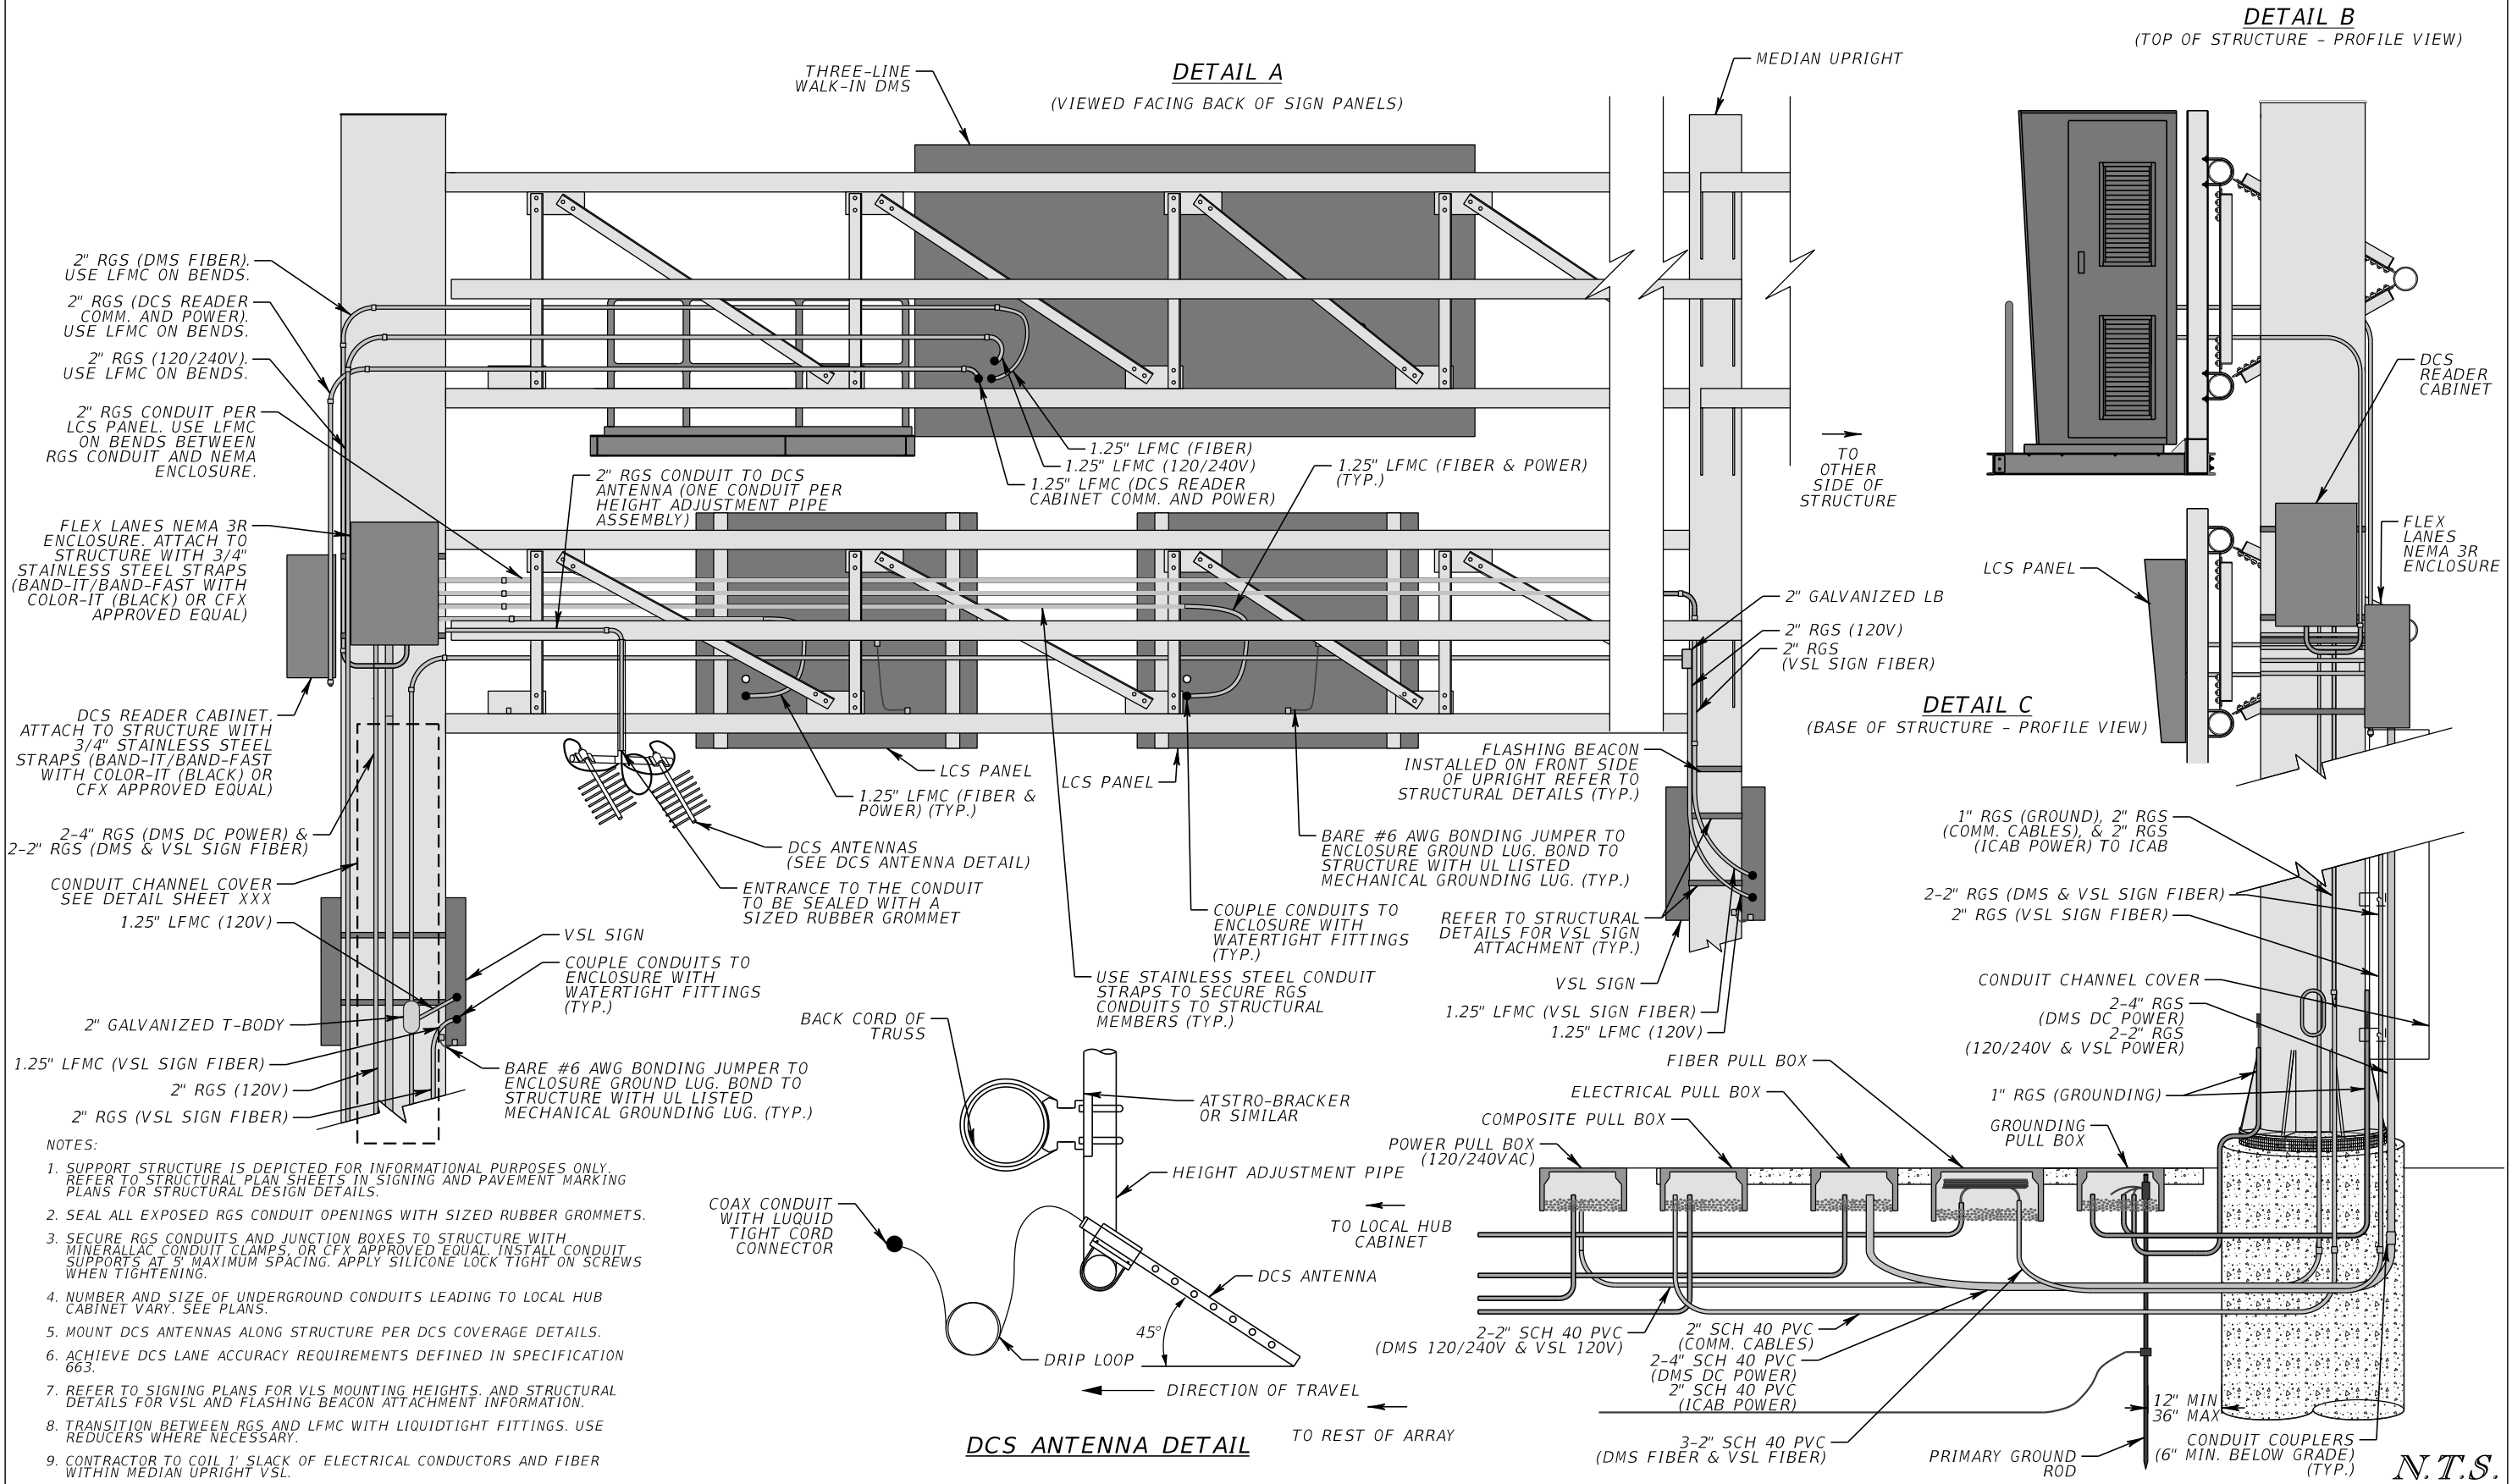 DETAIL A
(VIEWED FACING BACK OF SIGN PANELS)
THREE-LINE
WALK-IN DMS
MEDIAN UPRIGHT
2" RGS (DMS FIBER).
USE LFMC ON BENDS.
2" RGS (DCS READER
COMM. AND POWER).
USE LFMC ON BENDS.
2" RGS (120/240V).
USE LFMC ON BENDS.
2" RGS CONDUIT PER
LCS PANEL. USE LFMC
ON BENDS BETWEEN
RGS CONDUIT AND NEMA
ENCLOSURE.
FLEX LANES NEMA 3R
ENCLOSURE. ATTACH TO
STRUCTURE WITH 3/4"
STAINLESS STEEL STRAPS
(BAND-IT/BAND-FAST WITH
COLOR-IT (BLACK) OR CFX
APPROVED EQUAL)
DCS READER CABINET.
ATTACH TO STRUCTURE WITH
3/4" STAINLESS STEEL
STRAPS (BAND-IT/BAND-FAST
WITH COLOR-IT (BLACK) OR
CFX APPROVED EQUAL)
2-4" RGS (DMS DC POWER) &
2-2" RGS (DMS & VSL SIGN FIBER)
CONDUIT CHANNEL COVER
SEE DETAIL SHEET XXX
1.25" LFMC (120V)
2" GALVANIZED T-BODY
1.25" LFMC (VSL SIGN FIBER)
2" RGS (120V)
2" RGS (VSL SIGN FIBER)
VSL SIGN
COUPLE CONDUITS TO
ENCLOSURE WITH
WATERTIGHT FITTINGS
(TYP.)
BARE #6 AWG BONDING JUMPER TO
ENCLOSURE GROUND LUG. BOND TO
STRUCTURE WITH UL LISTED
MECHANICAL GROUNDING LUG. (TYP.)
2" RGS CONDUIT TO DCS
ANTENNA (ONE CONDUIT PER
HEIGHT ADJUSTMENT PIPE
ASSEMBLY)
1.25" LFMC (FIBER)
1.25" LFMC (120/240V)
1.25" LFMC (DCS READER
CABINET COMM. AND POWER)
1.25" LFMC (FIBER & POWER)
(TYP.)
TO
OTHER
SIDE OF
STRUCTURE
LCS PANEL
1.25" LFMC (FIBER &
POWER) (TYP.)
DCS ANTENNAS
(SEE DCS ANTENNA DETAIL)
ENTRANCE TO THE CONDUIT
TO BE SEALED WITH A
SIZED RUBBER GROMMET
LCS PANEL
COUPLE CONDUITS TO
ENCLOSURE WITH
WATERTIGHT FITTINGS
(TYP.)
USE STAINLESS STEEL CONDUIT
STRAPS TO SECURE RGS
CONDUITS TO STRUCTURAL
MEMBERS (TYP.)
BARE #6 AWG BONDING JUMPER TO
ENCLOSURE GROUND LUG. BOND TO
STRUCTURE WITH UL LISTED
MECHANICAL GROUNDING LUG. (TYP.)
FLASHING BEACON
INSTALLED ON FRONT SIDE
OF UPRIGHT REFER TO
STRUCTURAL DETAILS (TYP.)
REFER TO STRUCTURAL
DETAILS FOR VSL SIGN
ATTACHMENT (TYP.)
VSL SIGN
1.25" LFMC (VSL SIGN FIBER)
1.25" LFMC (120V)
2" GALVANIZED LB
2" RGS (120V)
2" RGS
(VSL SIGN FIBER)
DETAIL B
(TOP OF STRUCTURE - PROFILE VIEW)
DCS
READER
CABINET
FLEX
LANES
NEMA 3R
ENCLOSURE
LCS PANEL
DETAIL C
(BASE OF STRUCTURE - PROFILE VIEW)
1" RGS (GROUND), 2" RGS
(COMM. CABLES), & 2" RGS
(ICAB POWER) TO ICAB
2-2" RGS (DMS & VSL SIGN FIBER)
2" RGS (VSL SIGN FIBER)
CONDUIT CHANNEL COVER
2-4" RGS
(DMS DC POWER)
2-2" RGS
(120/240V & VSL POWER)
1" RGS (GROUNDING)
GROUNDING
PULL BOX
FIBER PULL BOX
ELECTRICAL PULL BOX
COMPOSITE PULL BOX
POWER PULL BOX
(120/240VAC)
TO LOCAL HUB
CABINET
2-2" SCH 40 PVC
(DMS 120/240V & VSL 120V)
2" SCH 40 PVC
(COMM. CABLES)
2-4" SCH 40 PVC
(DMS DC POWER)
2" SCH 40 PVC
(ICAB POWER)
3-2" SCH 40 PVC
(DMS FIBER & VSL FIBER)
PRIMARY GROUND
ROD
12" MIN
36" MAX
CONDUIT COUPLERS
(6" MIN. BELOW GRADE)
(TYP.)
TO REST OF ARRAY
N.T.S.
BACK CORD OF
TRUSS
ATSTRO-BRACKER
OR SIMILAR
HEIGHT ADJUSTMENT PIPE
COAX CONDUIT
WITH LUQUID
TIGHT CORD
CONNECTOR
DCS ANTENNA
45°
DRIP LOOP
DIRECTION OF TRAVEL
DCS ANTENNA DETAIL
NOTES:
1. SUPPORT STRUCTURE IS DEPICTED FOR INFORMATIONAL PURPOSES ONLY.
REFER TO STRUCTURAL PLAN SHEETS IN SIGNING AND PAVEMENT MARKING
PLANS FOR STRUCTURAL DESIGN DETAILS.
2. SEAL ALL EXPOSED RGS CONDUIT OPENINGS WITH SIZED RUBBER GROMMETS.
3. SECURE RGS CONDUITS AND JUNCTION BOXES TO STRUCTURE WITH
MINERALLAC CONDUIT CLAMPS, OR CFX APPROVED EQUAL. INSTALL CONDUIT
SUPPORTS AT 5' MAXIMUM SPACING. APPLY SILICONE LOCK TIGHT ON SCREWS
WHEN TIGHTENING.
4. NUMBER AND SIZE OF UNDERGROUND CONDUITS LEADING TO LOCAL HUB
CABINET VARY. SEE PLANS.
5. MOUNT DCS ANTENNAS ALONG STRUCTURE PER DCS COVERAGE DETAILS.
6. ACHIEVE DCS LANE ACCURACY REQUIREMENTS DEFINED IN SPECIFICATION
663.
7. REFER TO SIGNING PLANS FOR VLS MOUNTING HEIGHTS. AND STRUCTURAL
DETAILS FOR VSL AND FLASHING BEACON ATTACHMENT INFORMATION.
8. TRANSITION BETWEEN RGS AND LFMC WITH LIQUIDTIGHT FITTINGS. USE
REDUCERS WHERE NECESSARY.
9. CONTRACTOR TO COIL 1' SLACK OF ELECTRICAL CONDUCTORS AND FIBER
WITHIN MEDIAN UPRIGHT VSL.